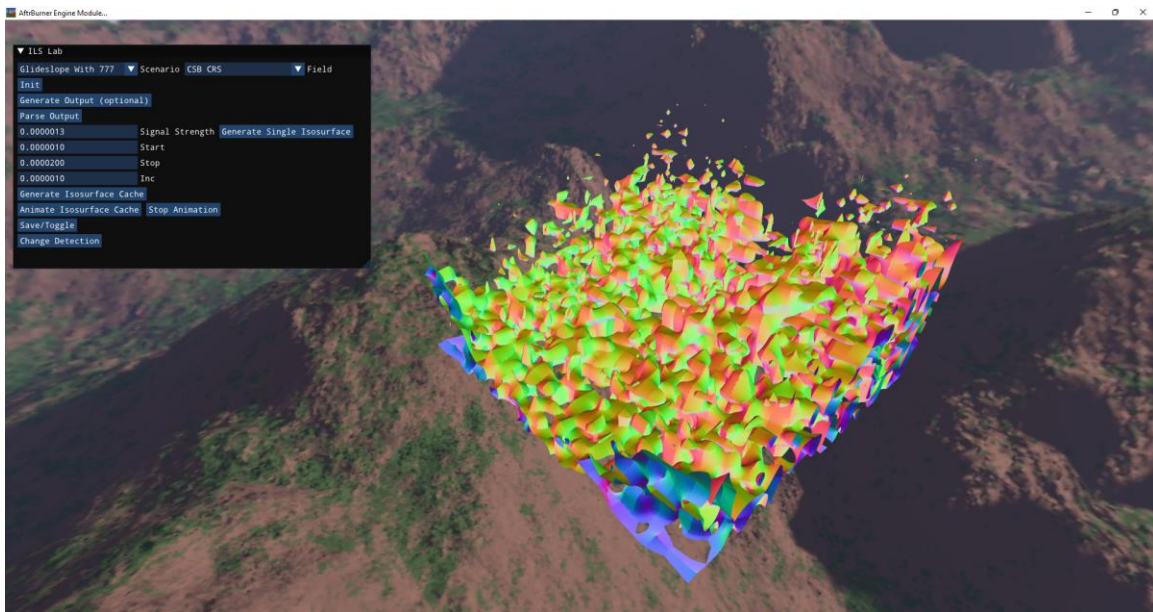 AftrBurner Engine Module...
▼ ILS Lab
Glideslope With 777 ▼ Scenario CSB CRS ▼ Field
Init
Generate Output (optional)
Parse Output
0.0000013 Signal Strength Generate Single Isosurface
0.0000010 Start
0.0000200 Stop
0.0000010 Inc
Generate Isosurface Cache
Animate Isosurface Cache Stop Animation
Save/Toggle
Change Detection